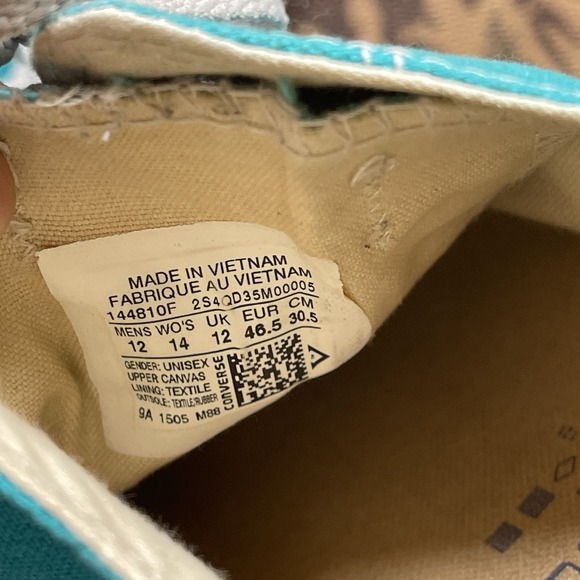 MADE IN VIETNAM
FABRIQUE AU VIETNAM
144810F 2S4QD35M00005
MENS WO'S UK EUR CM
12 14 12 46.5 30.5
GENDER: UNISEX
UPPER CANVAS
LINING: TEXTILE
OUTSOLE: TEXTILE/RUBBER
9A 1505 M88
CONVERSE